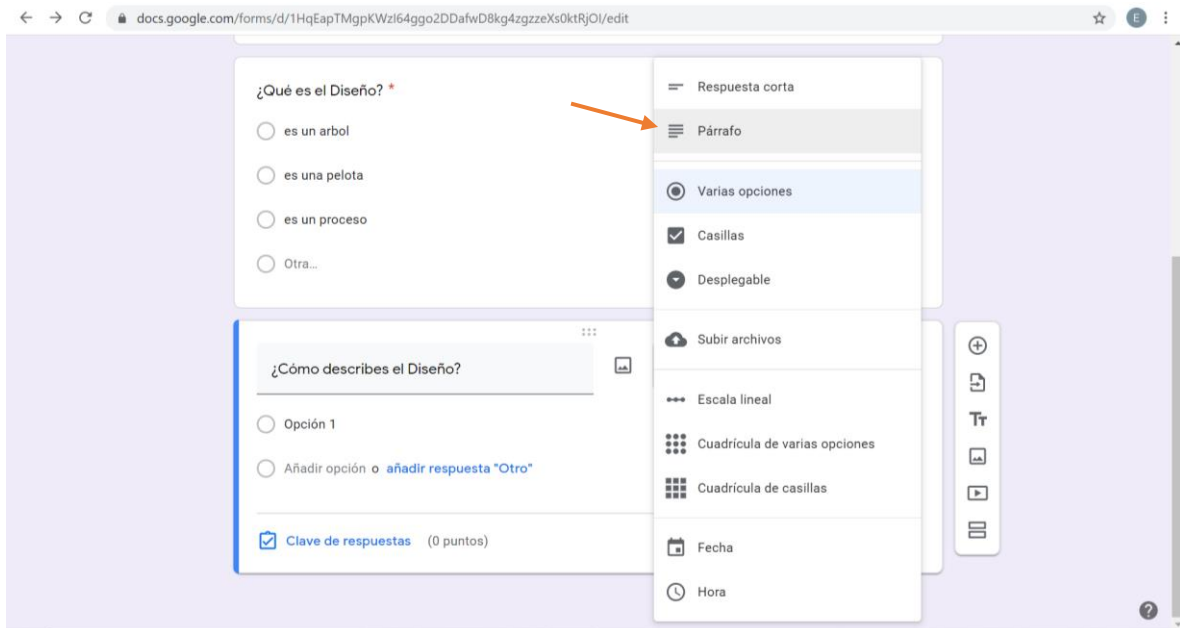 docs.google.com/forms/d/1HqEapTMgpKWzI64ggo2DDafwD8kg4zgzzeXs0ktRjOI/edit
E
¿Qué es el Diseño? *
es un arbol
es una pelota
es un proceso
Otra...
¿Cómo describes el Diseño?
Opción 1
Añadir opción o añadir respuesta "Otro"
Clave de respuestas (0 puntos)
Respuesta corta
Párrafo
Varias opciones
Casillas
Desplegable
Subir archivos
Escala lineal
Cuadrícula de varias opciones
Cuadrícula de casillas
Fecha
Hora
Tт